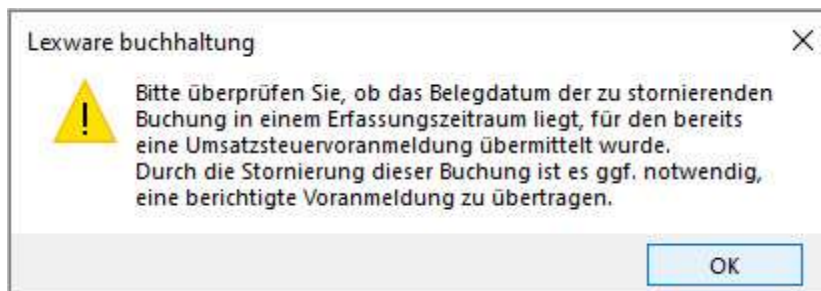 Lexware buchhaltung
Bitte überprüfen Sie, ob das Belegdatum der zu stornierenden
Buchung in einem Erfassungszeitraum liegt, für den bereits
eine Umsatzsteuervoranmeldung übermittelt wurde.
Durch die Stornierung dieser Buchung ist es ggf. notwendig,
eine berichtigte Voranmeldung zu übertragen.
OK